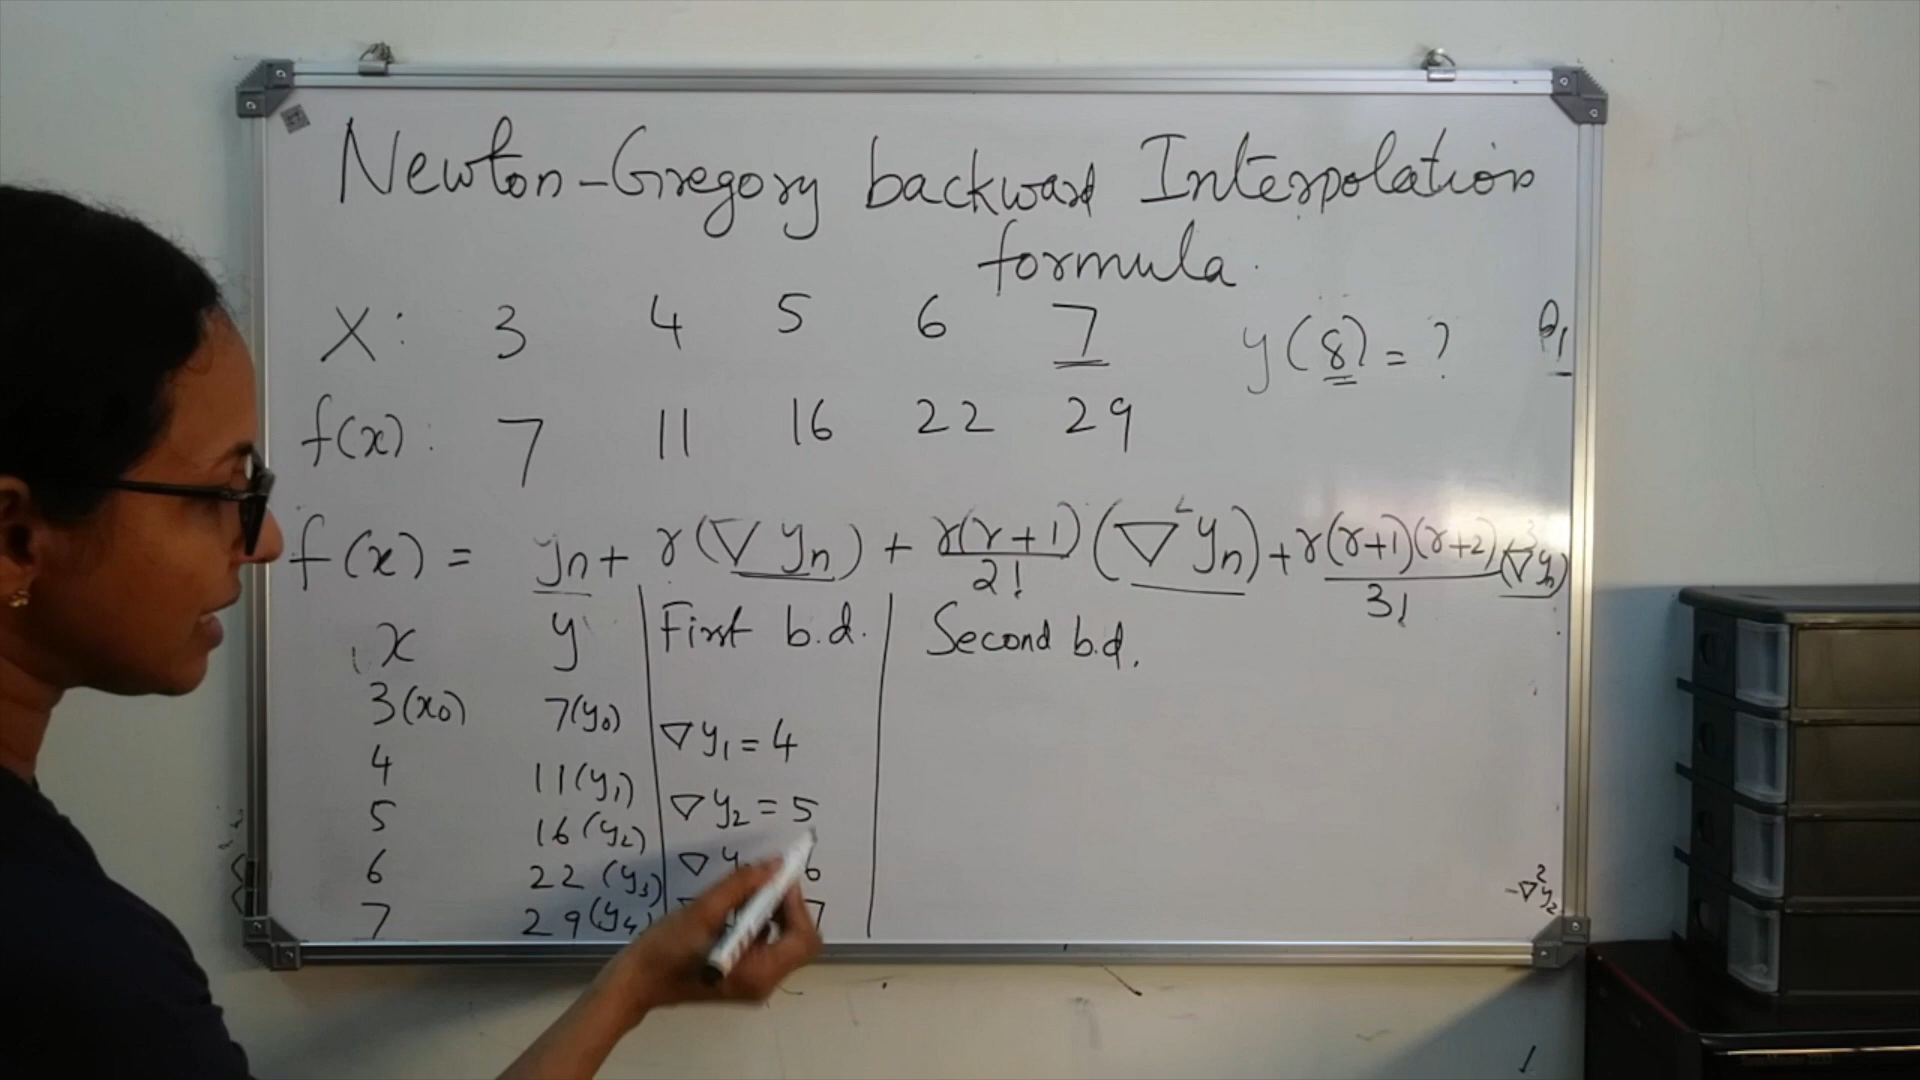 Newton-Gregory backward Interpolation
formula.
X: 3 4 5 6 7 y(8)=?
f(x): 7 11 16 22 29
f(x) = yn + r(∇yn) + r(r+1)/2! (∇²yn) + r(r+1)(r+2)/3! (∇³yn)
x y First b.d. Second b.d.
3(x0) 7(y0)
∇y1=4
4 11(y1)
∇y2=5
5 16(y2)
6 22(y3) ∇ 6
7 29(y4) 7
∇²y2